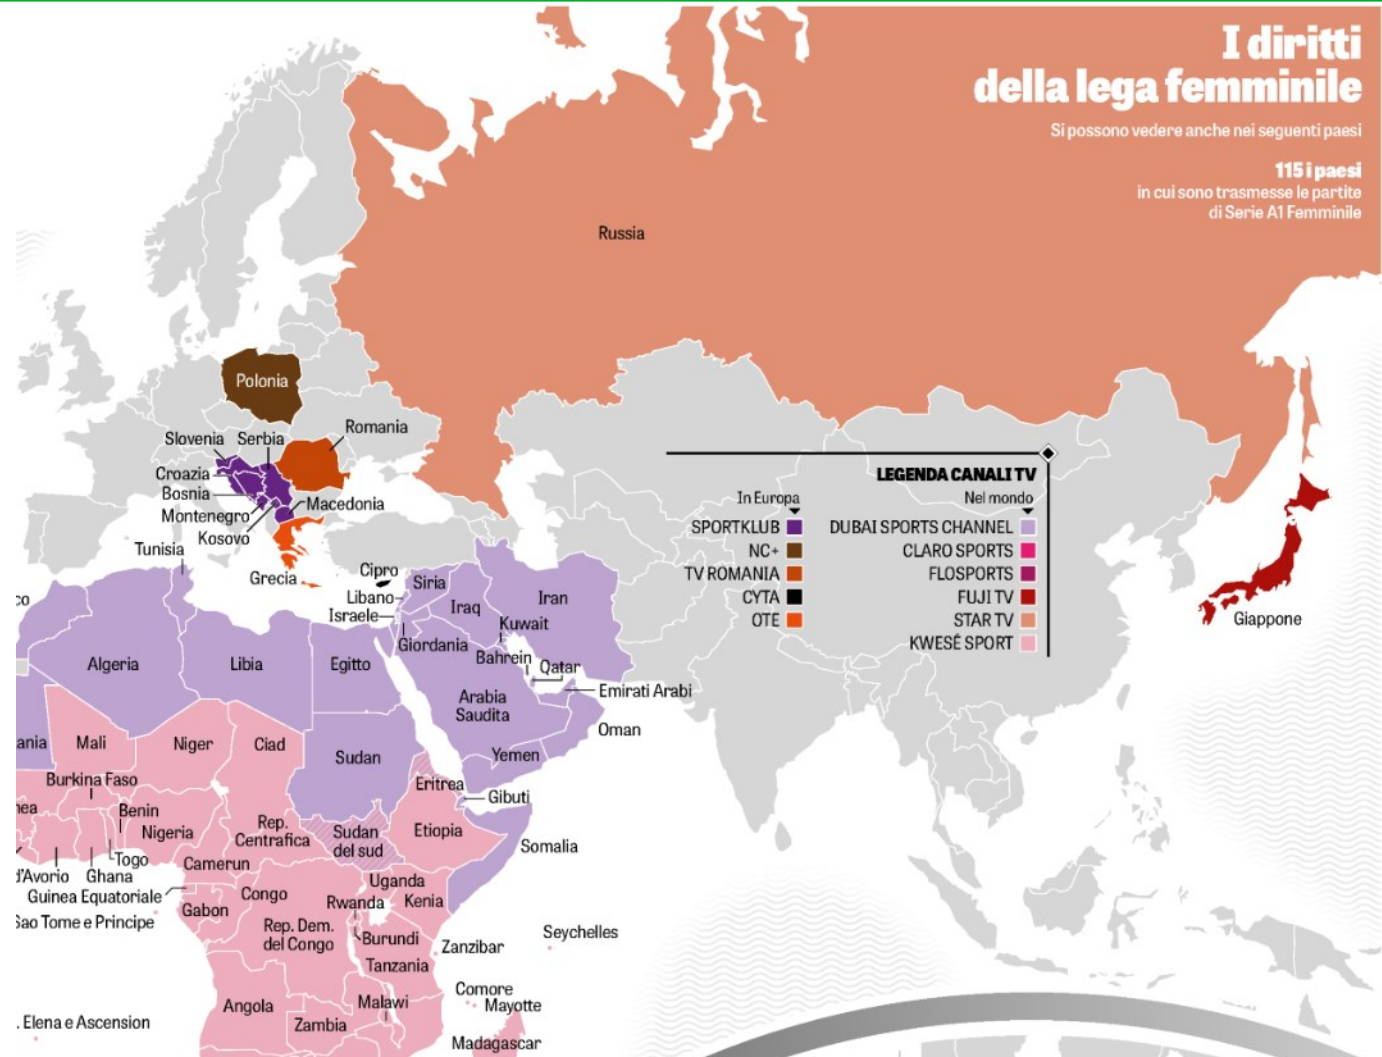 I diritti
della lega femminile
Si possono vedere anche nei seguenti paesi
115 i paesi
in cui sono trasmesse le partite
di Serie A1 Femminile
Russia
Polonia
Romania
Slovenia
Serbia
Croazia
Bosnia
Montenegro
Kosovo
Macedonia
Tunisia
Grecia
Cipro
LEGENDA CANALI TV
In Europa
SPORTKLUB
NC+
TV ROMANIA
CYTA
OTE
Nel mondo
DUBAI SPORTS CHANNEL
CLARO SPORTS
FLOSPORTS
FUJI TV
STAR TV
KWESÉ SPORT
Giappone
Siria
Libano
Israele
Iraq
Iran
Kuwait
Giordania
Bahrein
Qatar
Emirati Arabi
Arabia
Saudita
Oman
Yemen
co
Algeria
Libia
Egitto
ania
Mali
Niger
Ciad
Sudan
Eritrea
Gibuti
Burkina Faso
nea
Benin
Nigeria
Rep.
Centrafica
Sudan
del sud
Etiopia
Somalia
d'Avorio
Ghana
Togo
Camerun
Guinea Equatoriale
Congo
Uganda
Kenia
Rwanda
Sao Tome e Principe
Gabon
Rep. Dem.
del Congo
Burundi
Zanzibar
Seychelles
Tanzania
Angola
Malawi
Comore
Mayotte
Zambia
. Elena e Ascension
Madagascar